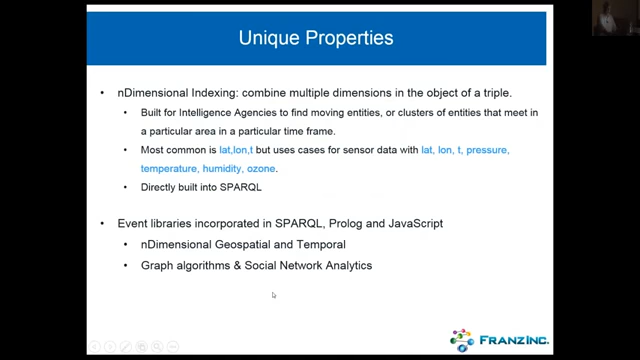 Unique Properties
• nDimensional Indexing: combine multiple dimensions in the object of a triple.
• Built for Intelligence Agencies to find moving entities, or clusters of entities that meet in
a particular area in a particular time frame.
• Most common is lat,lon,t but uses cases for sensor data with lat, lon, t, pressure,
temperature, humidity, ozone.
• Directly built into SPARQL
• Event libraries incorporated in SPARQL, Prolog and JavaScript
• nDimensional Geospatial and Temporal
• Graph algorithms & Social Network Analytics
FRANZ INC.